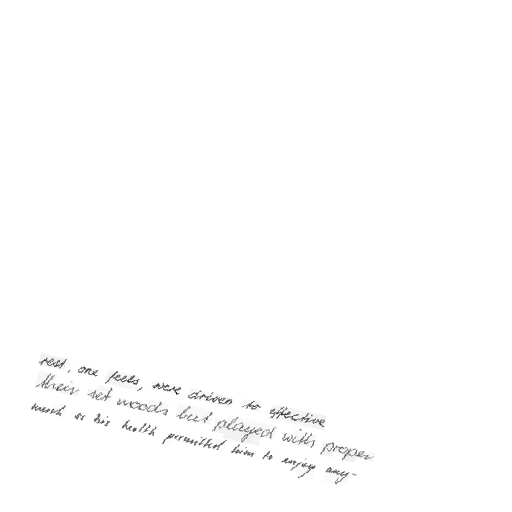 rest, one feels, were driven to effective
their set moods but played with proper
much as his health permitted him to enjoy any-